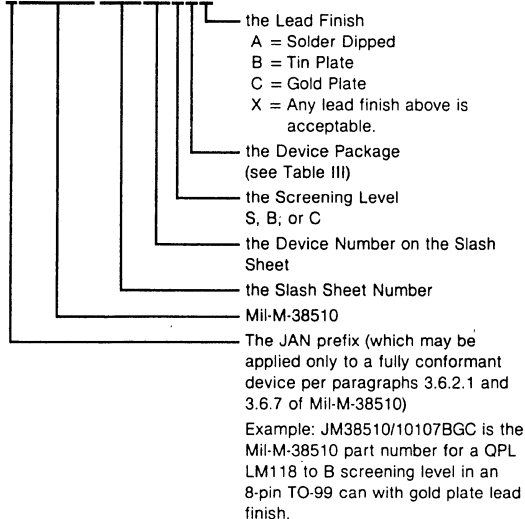 the Lead Finish
A = Solder Dipped
B = Tin Plate
C = Gold Plate
X = Any lead finish above is
acceptable.
the Device Package
(see Table III)
the Screening Level
S, B, or C
the Device Number on the Slash
Sheet
the Slash Sheet Number
Mil-M-38510
The JAN prefix (which may be
applied only to a fully conformant
device per paragraphs 3.6.2.1 and
3.6.7 of Mil-M-38510)
Example: JM38510/10107BGC is the
Mil-M-38510 part number for a QPL
LM118 to B screening level in an
8-pin TO-99 can with gold plate lead
finish.